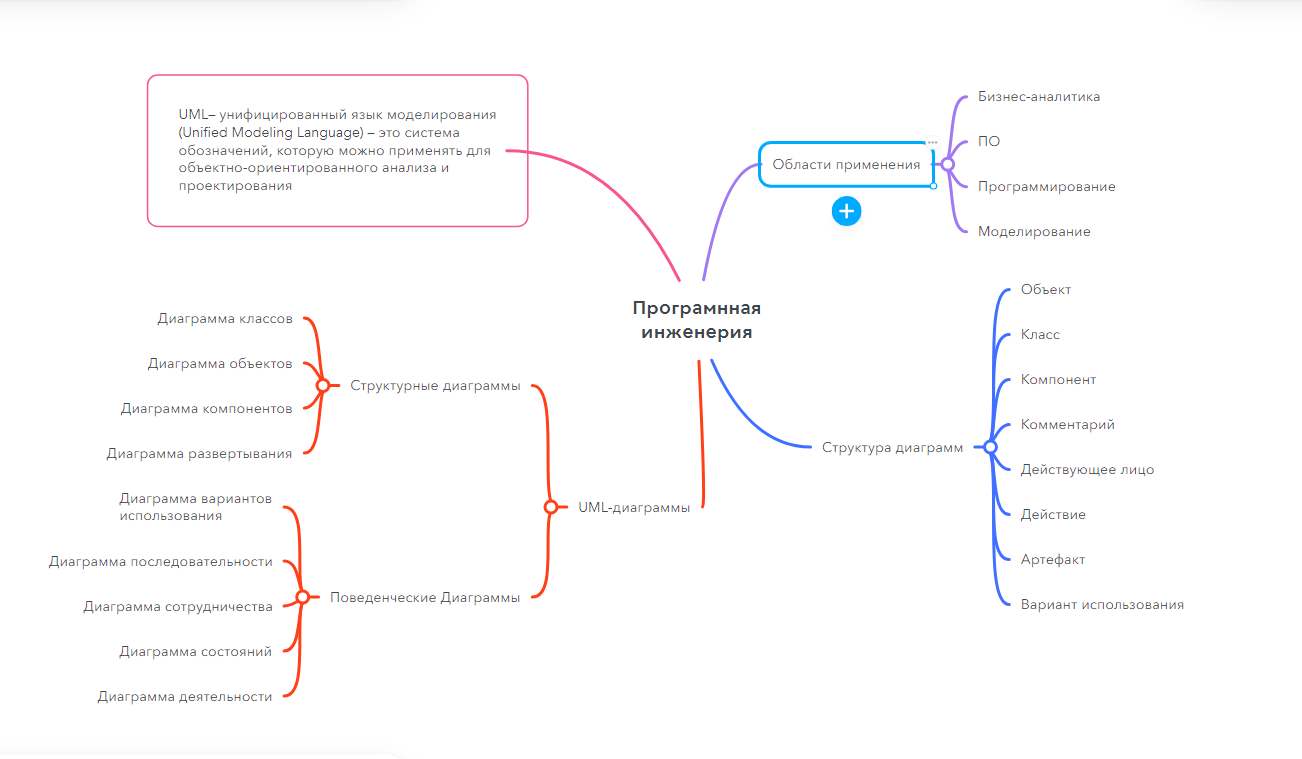 UML– унифицированный язык моделирования
(Unified Modeling Language) – это система
обозначений, которую можно применять для
объектно-ориентированного анализа и
проектирования
Области применения
Бизнес-аналитика
ПО
Программирование
Моделирование
Програмнная
инженерия
Структура диаграмм
Объект
Класс
Компонент
Комментарий
Действующее лицо
Действие
Артефакт
Вариант использования
UML-диаграммы
Структурные диаграммы
Диаграмма классов
Диаграмма объектов
Диаграмма компонентов
Диаграмма развертывания
Поведенческие Диаграммы
Диаграмма вариантов
использования
Диаграмма последовательности
Диаграмма сотрудничества
Диаграмма состояний
Диаграмма деятельности